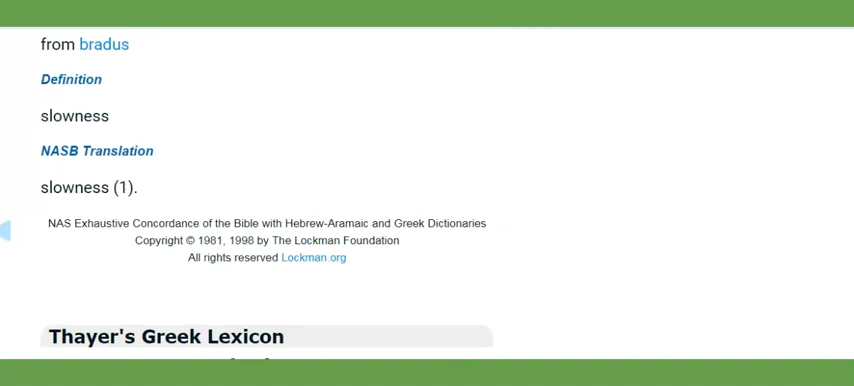 from bradus
Definition
slowness
NASB Translation
slowness (1).
NAS Exhaustive Concordance of the Bible with Hebrew-Aramaic and Greek Dictionaries
Copyright © 1981, 1998 by The Lockman Foundation
All rights reserved Lockman.org
Thayer's Greek Lexicon